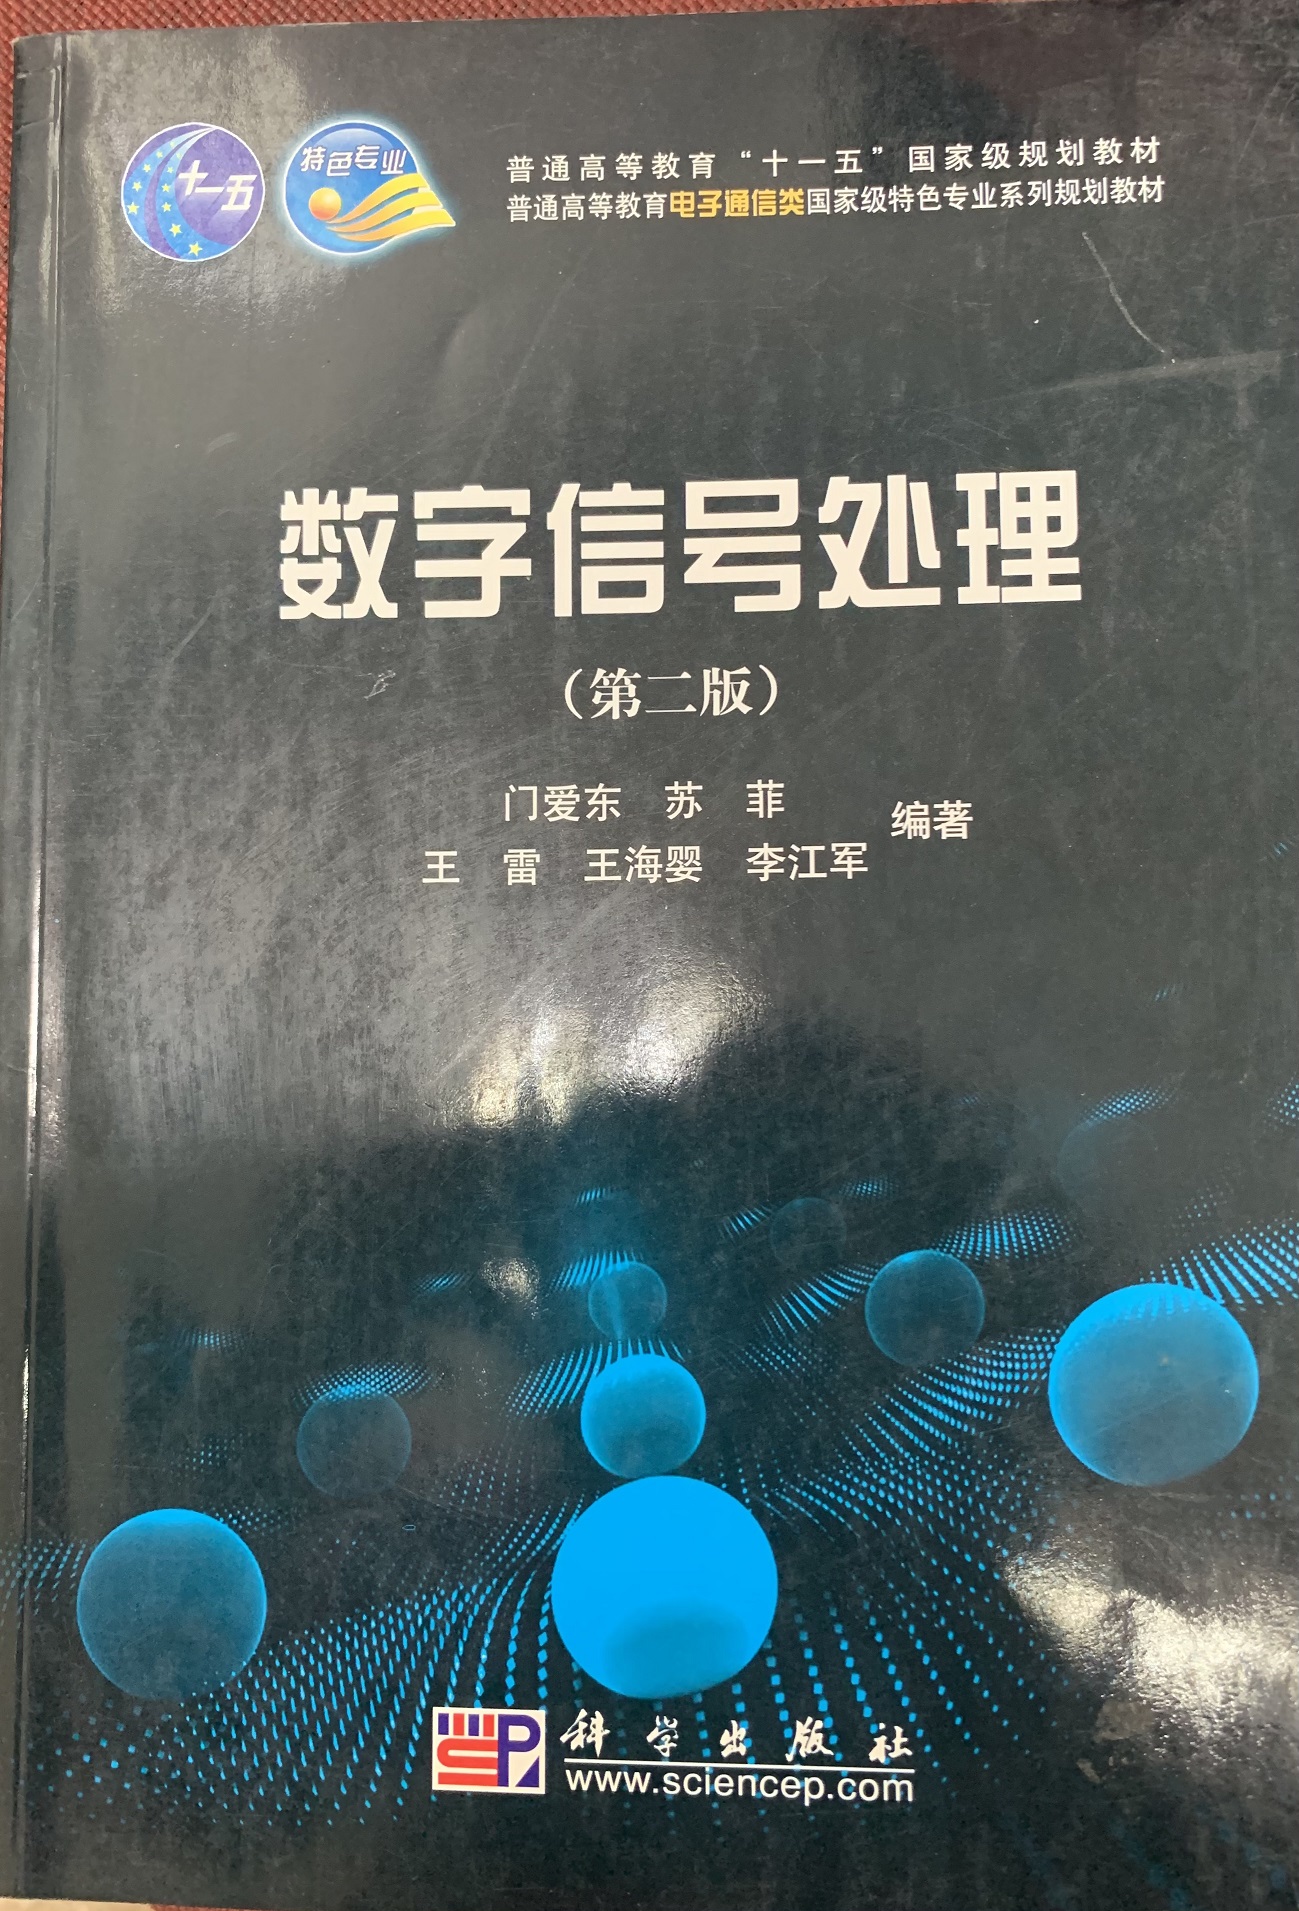 十一五
特色专业
普通高等教育“十一五”国家级规划教材
普通高等教育电子通信类国家级特色专业系列规划教材
数字信号处理
（第二版）
门爱东 苏 菲
王 雷 王海婴 李江军
编著
科学出版社
www.sciencep.com